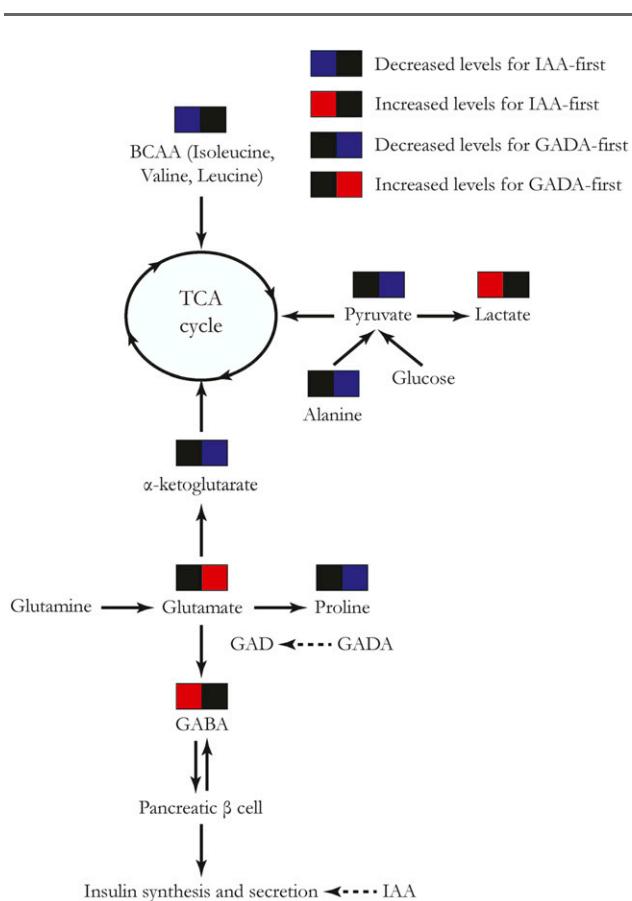 Decreased levels for IAA-first
Increased levels for IAA-first
Decreased levels for GADA-first
Increased levels for GADA-first
BCAA (Isoleucine,
Valine, Leucine)
TCA
cycle
Pyruvate
Lactate
Glucose
Alanine
α-ketoglutarate
Glutamine
Glutamate
Proline
GAD
GADA
GABA
Pancreatic β cell
Insulin synthesis and secretion
IAA